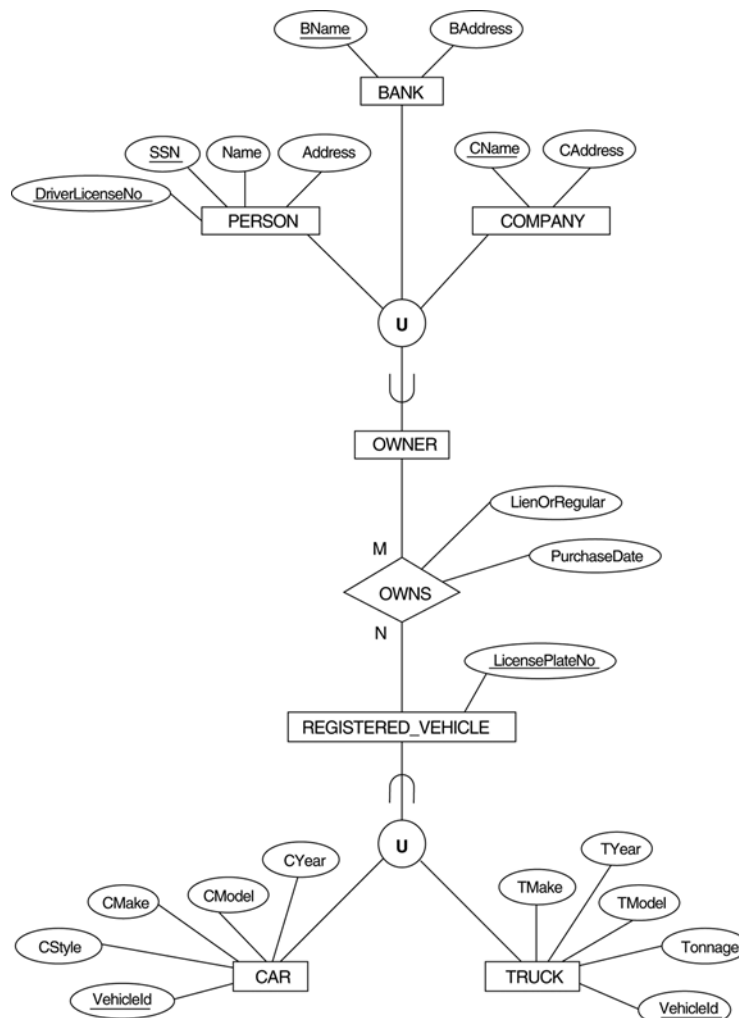 BName
BAddress
BANK
SSN
Name
Address
CName
CAddress
DriverLicenseNo
PERSON
COMPANY
U
OWNER
LienOrRegular
M
PurchaseDate
OWNS
N
LicensePlateNo
REGISTERED_VEHICLE
U
CYear
TYear
CModel
TMake
CMake
TModel
CStyle
Tonnage
CAR
TRUCK
VehicleId
VehicleId